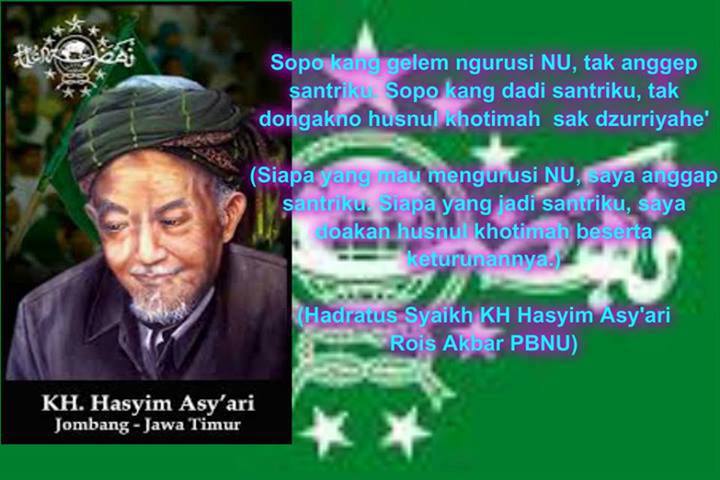 Sopo kang gelem ngurusi NU, tak anggep
santriku. Sopo kang dadi santriku, tak
dongakno husnul khotimah sak dzurriyahe'
(Siapa yang mau mengurusi NU, saya anggap
santriku. Siapa yang jadi santriku, saya
doakan husnul khotimah beserta
keturunannya.)
(Hadratus Syaikh KH Hasyim Asy'ari
Rois Akbar PBNU)
KH. Hasyim Asy'ari
Jombang - Jawa Timur